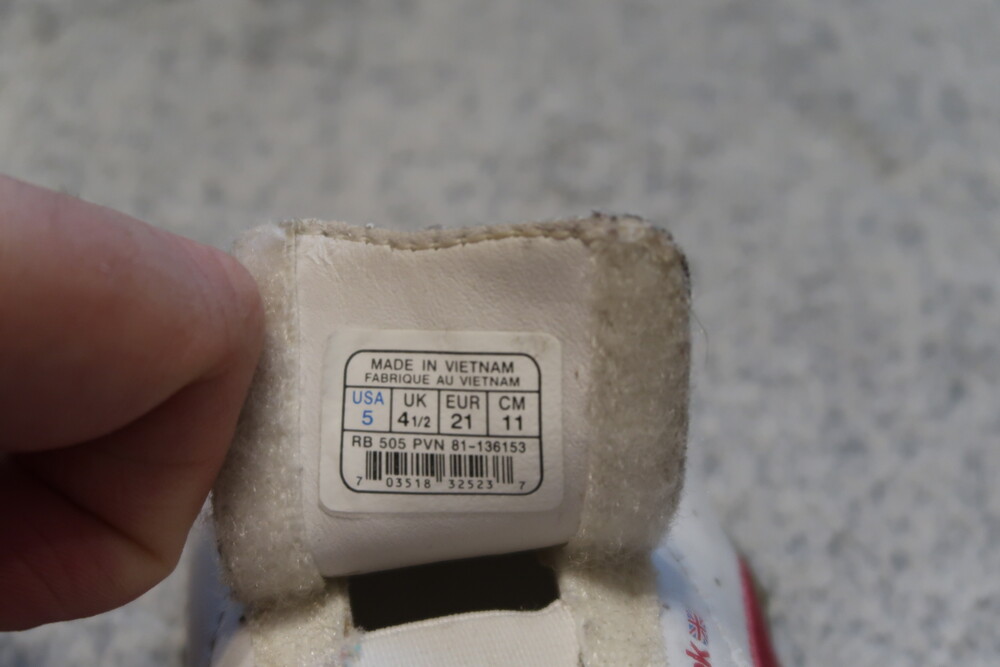 MADE IN VIETNAM
FABRIQUE AU VIETNAM
USA UK EUR CM
5 4 1/2 21 11
RB 505 PVN 81-136153
7 03518 32523 7